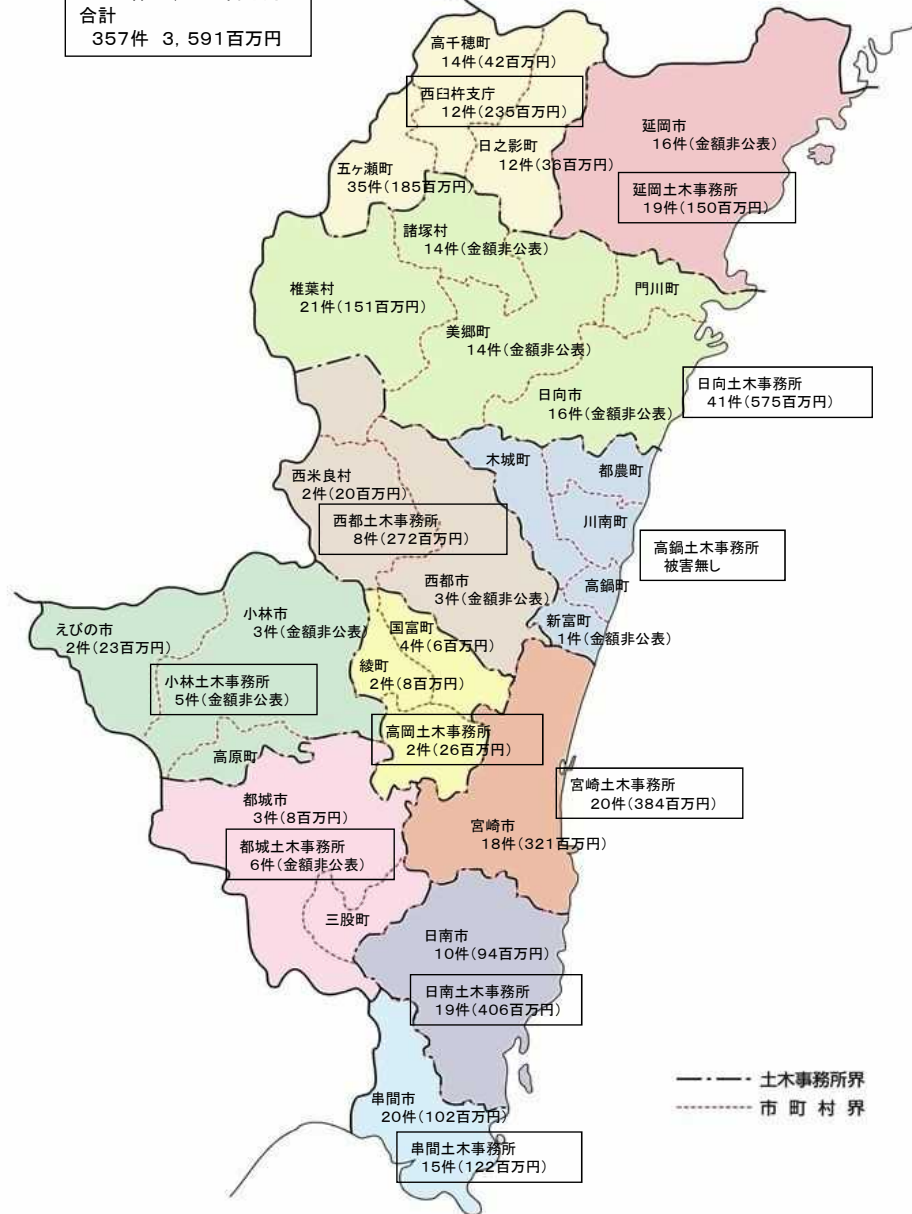 合計
357件 3,591百万円
高千穂町
14件(42百万円)
西臼杵支庁
12件(235百万円)
日之影町
12件(36百万円)
五ヶ瀬町
35件(185百万円)
延岡市
16件(金額非公表)
延岡土木事務所
19件(150百万円)
諸塚村
14件(金額非公表)
椎葉村
21件(151百万円)
門川町
美郷町
14件(金額非公表)
日向市
16件(金額非公表)
日向土木事務所
41件(575百万円)
木城町
都農町
西米良村
2件(20百万円)
西都土木事務所
8件(272百万円)
川南町
高鍋土木事務所
被害無し
高鍋町
西都市
3件(金額非公表)
新富町
1件(金額非公表)
小林市
3件(金額非公表)
えびの市
2件(23百万円)
国富町
4件(6百万円)
綾町
2件(8百万円)
小林土木事務所
5件(金額非公表)
高岡土木事務所
2件(26百万円)
高原町
宮崎土木事務所
20件(384百万円)
都城市
3件(8百万円)
宮崎市
18件(321百万円)
都城土木事務所
6件(金額非公表)
三股町
日南市
10件(94百万円)
日南土木事務所
19件(406百万円)
土木事務所界
市町村界
串間市
20件(102百万円)
串間土木事務所
15件(122百万円)